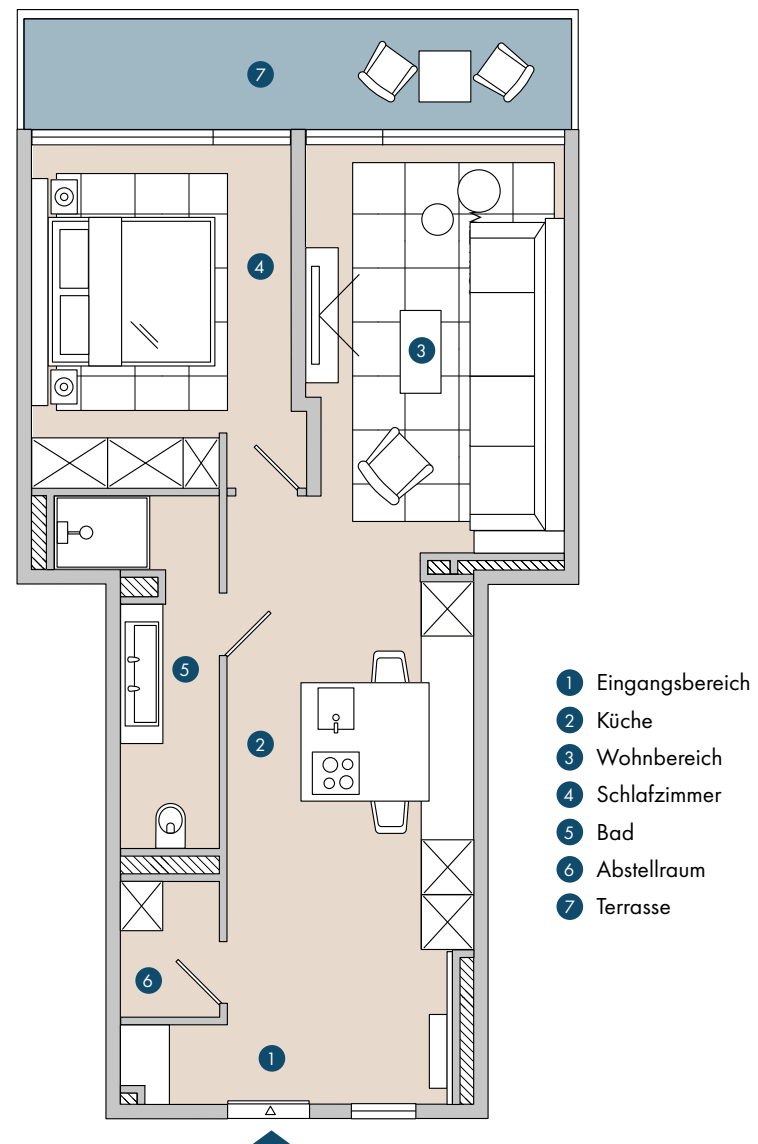 7
4
3
5
2
6
1
1 Eingangsbereich
2 Küche
3 Wohnbereich
4 Schlafzimmer
5 Bad
6 Abstellraum
7 Terrasse